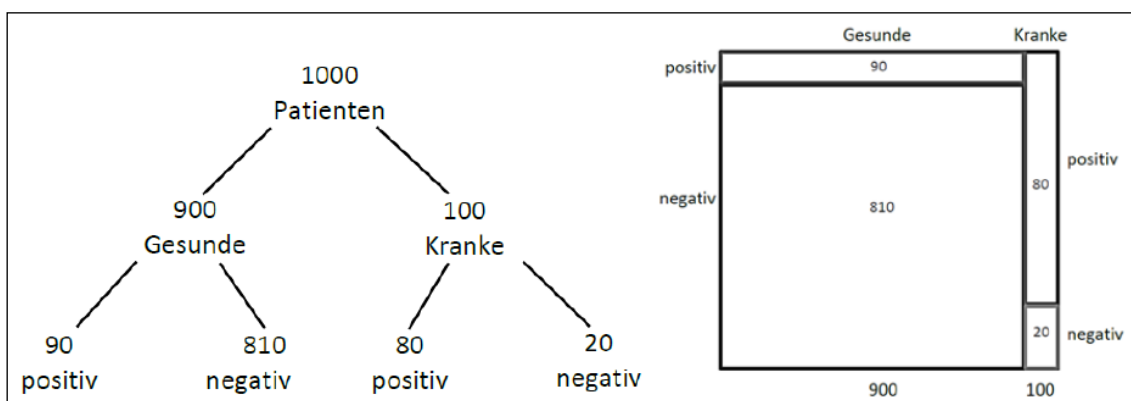 1000
Patienten
900
Gesunde
100
Kranke
90
positiv
810
negativ
80
positiv
20
negativ
Gesunde Kranke
positiv 90
positiv
80
negativ
810
20 negativ
900 100